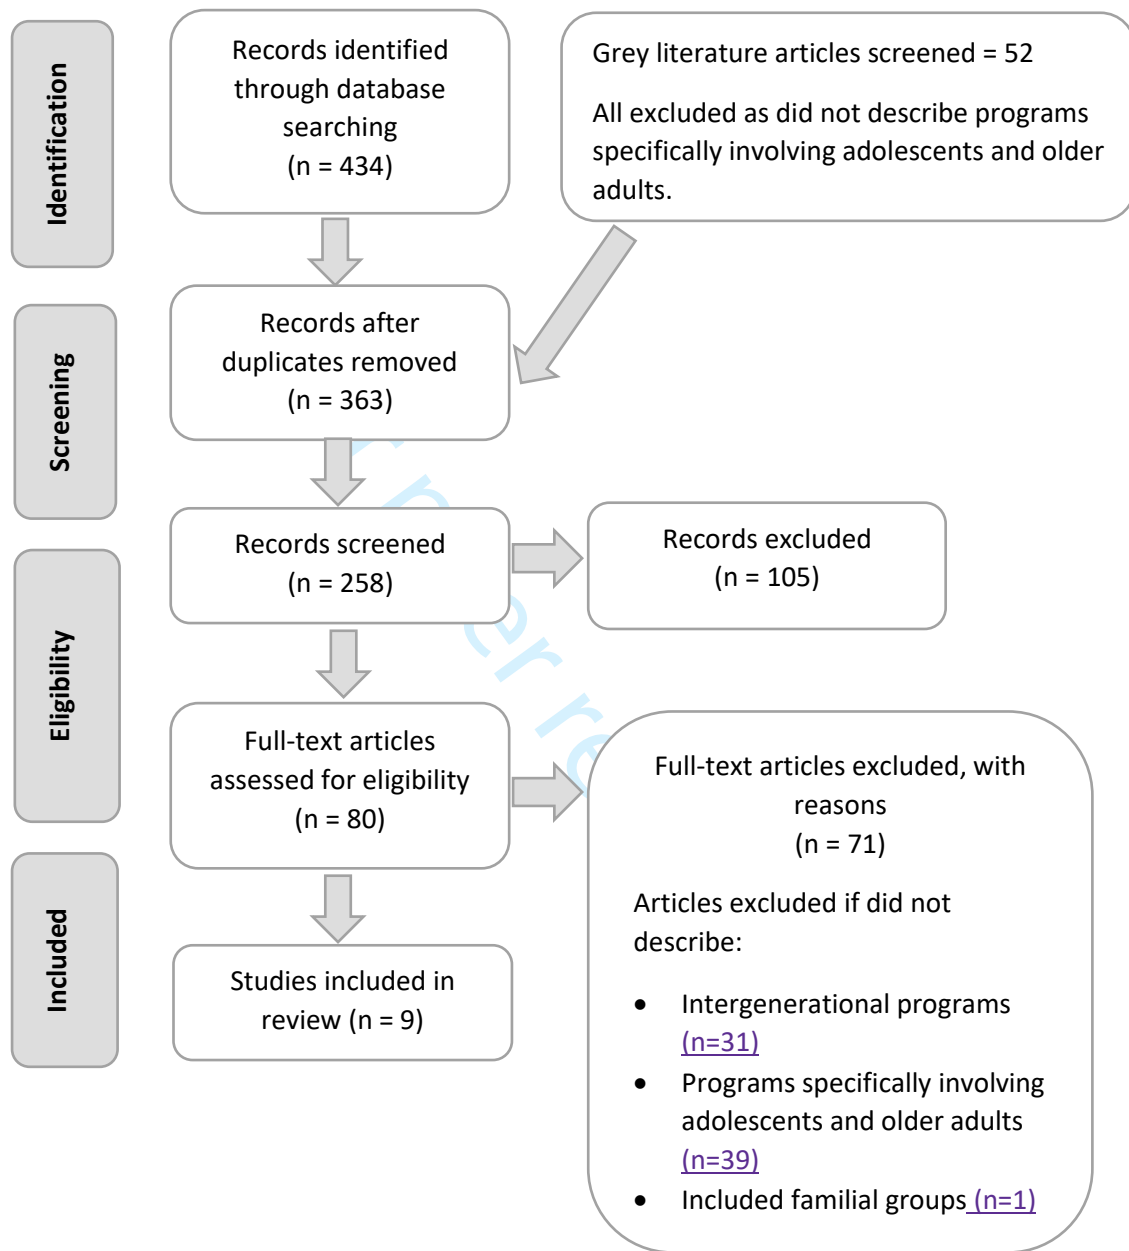 Identification
Records identified
through database
searching
(n = 434)
Grey literature articles screened = 52
All excluded as did not describe programs
specifically involving adolescents and older
adults.
Screening
Records after
duplicates removed
(n = 363)
Records screened
(n = 258)
Records excluded
(n = 105)
Eligibility
Full-text articles
assessed for eligibility
(n = 80)
Full-text articles excluded, with
reasons
(n = 71)
Articles excluded if did not
describe:
• Intergenerational programs
(n=31)
• Programs specifically involving
adolescents and older adults
(n=39)
• Included familial groups (n=1)
Included
Studies included in
review (n = 9)